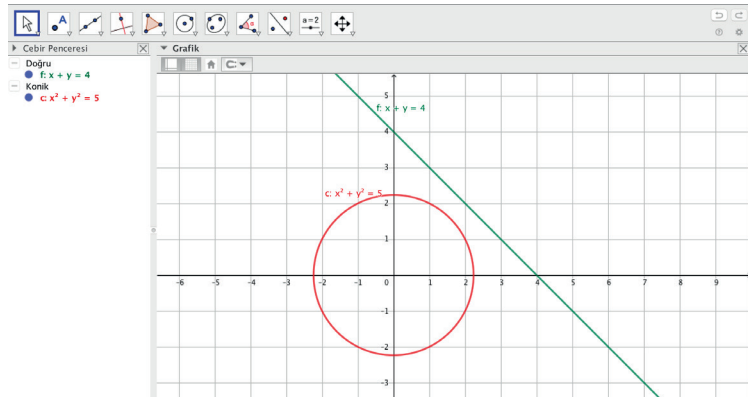 A
α
a=2
Cebir Penceresi
Grafik
Doğru
f: x + y = 4
Konik
c: x² + y² = 5
f: x + y = 4
c: x² + y² = 5
5
4
3
2
1
-6 -5 -4 -3 -2 -1 0 1 2 3 4 5 6 7 8 9
-1
-2
-3